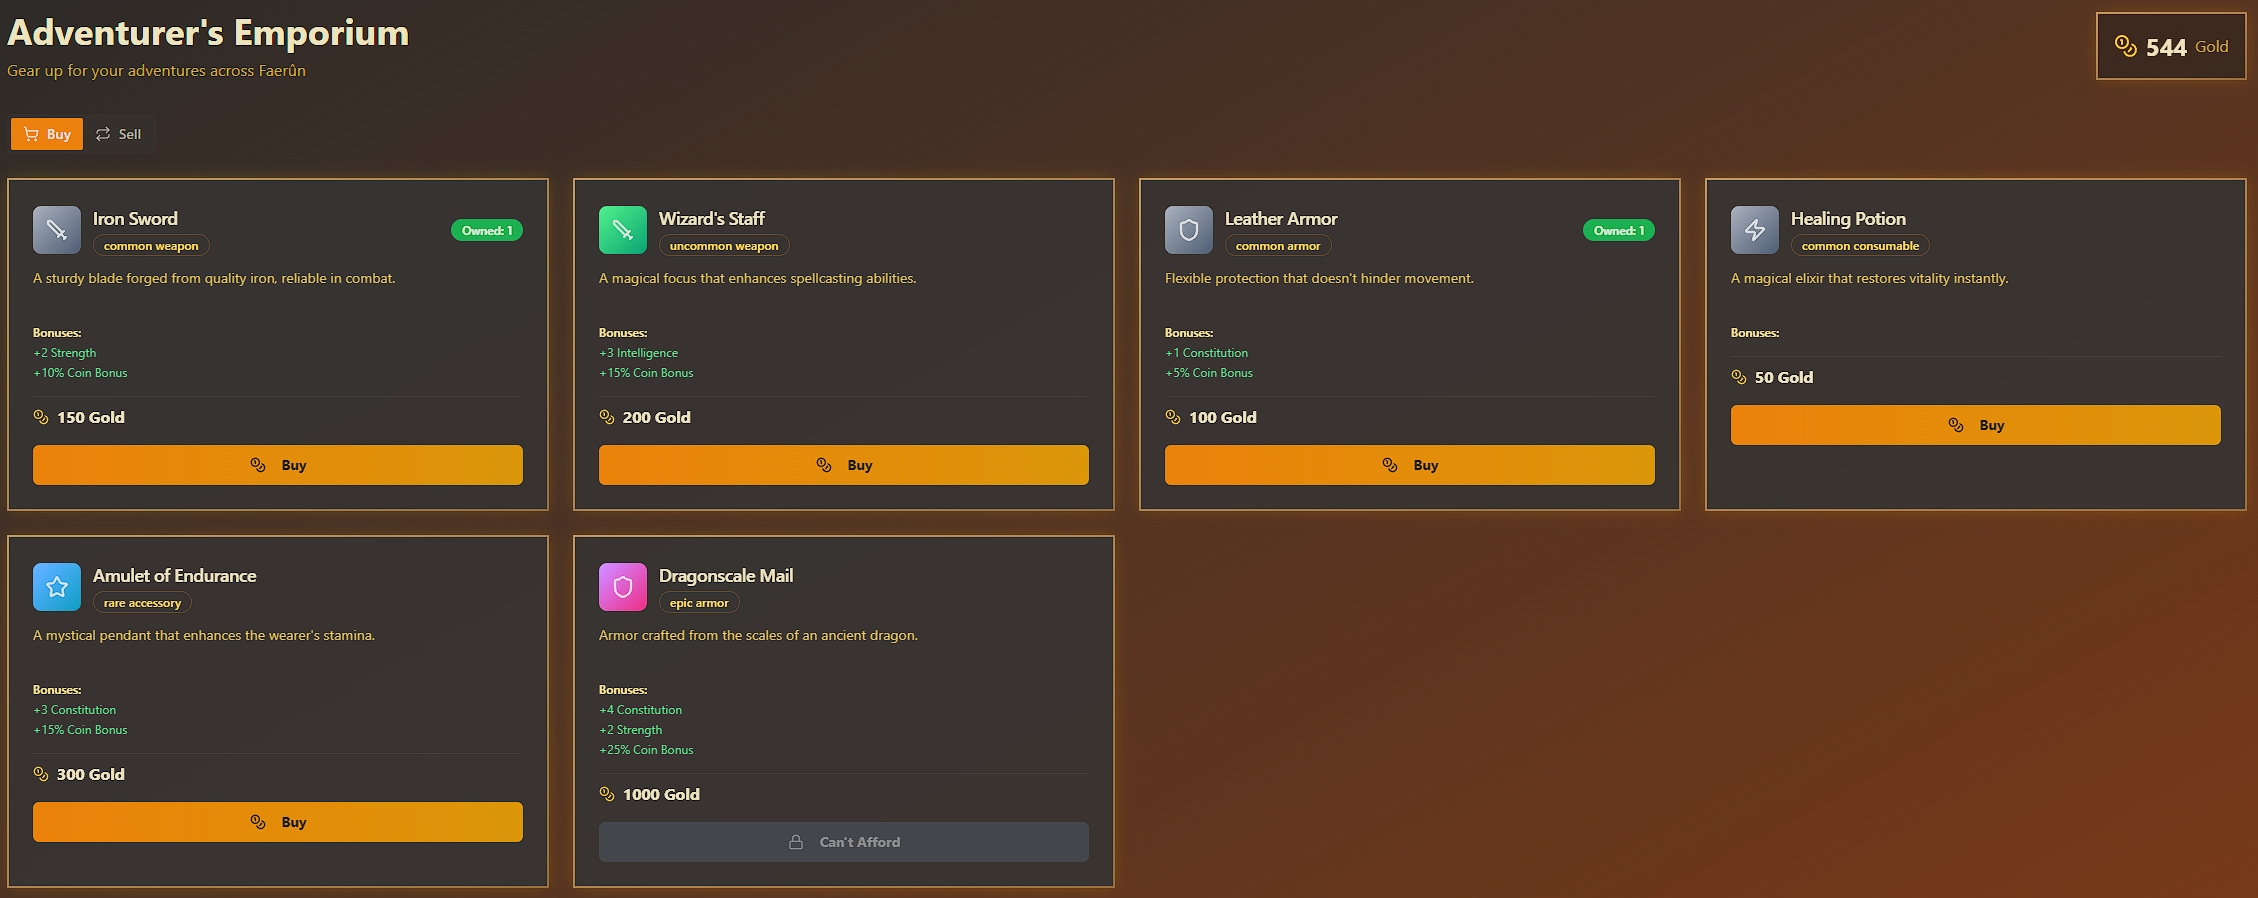 Adventurer's Emporium
Gear up for your adventures across Faerûn
544 Gold
Buy
Sell
Iron Sword
common weapon
Owned: 1
A sturdy blade forged from quality iron, reliable in combat.
Bonuses:
+2 Strength
+10% Coin Bonus
150 Gold
Buy
Wizard's Staff
uncommon weapon
A magical focus that enhances spellcasting abilities.
Bonuses:
+3 Intelligence
+15% Coin Bonus
200 Gold
Buy
Leather Armor
common armor
Owned: 1
Flexible protection that doesn't hinder movement.
Bonuses:
+1 Constitution
+5% Coin Bonus
100 Gold
Buy
Healing Potion
common consumable
A magical elixir that restores vitality instantly.
Bonuses:
50 Gold
Buy
Amulet of Endurance
rare accessory
A mystical pendant that enhances the wearer's stamina.
Bonuses:
+3 Constitution
+15% Coin Bonus
300 Gold
Buy
Dragonscale Mail
epic armor
Armor crafted from the scales of an ancient dragon.
Bonuses:
+4 Constitution
+2 Strength
+25% Coin Bonus
1000 Gold
Can't Afford